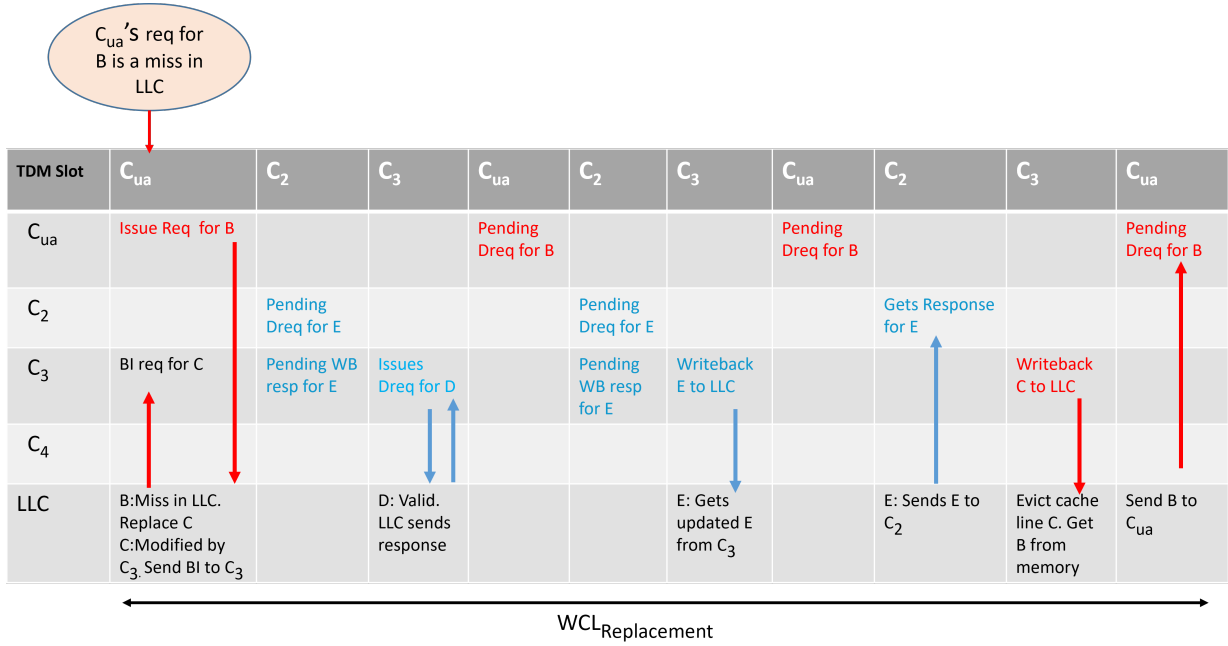 Cua's req for
B is a miss in
LLC
TDM Slot
Cua
C2
C3
Cua
C2
C3
Cua
C2
C3
Cua
Cua
Issue Req for B
Pending
Dreq for B
Pending
Dreq for B
Pending
Dreq for B
C2
Pending
Dreq for E
Pending
Dreq for E
Gets Response
for E
C3
BI req for C
Pending WB
resp for E
Issues
Dreq for D
Pending
WB resp
for E
Writeback
E to LLC
Writeback
C to LLC
C4
LLC
B:Miss in LLC.
Replace C
C:Modified by
C3. Send BI to C3
D: Valid.
LLC sends
response
E: Gets
updated E
from C3
E: Sends E to
C2
Evict cache
line C. Get
B from
memory
Send B to
Cua
WCLReplacement